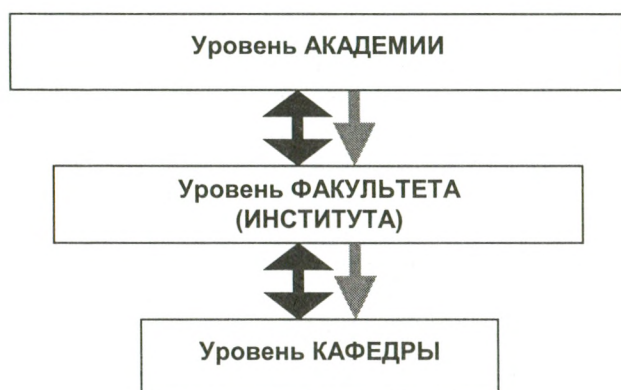 Уровень АКАДЕМИИ
Уровень ФАКУЛЬТЕТА
(ИНСТИТУТА)
Уровень КАФЕДРЫ